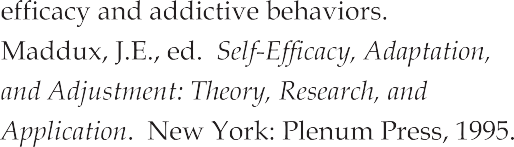 efficacy and addictive behaviors.
Maddux, J.E., ed.  Self-Efficacy, Adaptation,
and Adjustment: Theory, Research, and
Application.  New York: Plenum Press, 1995.